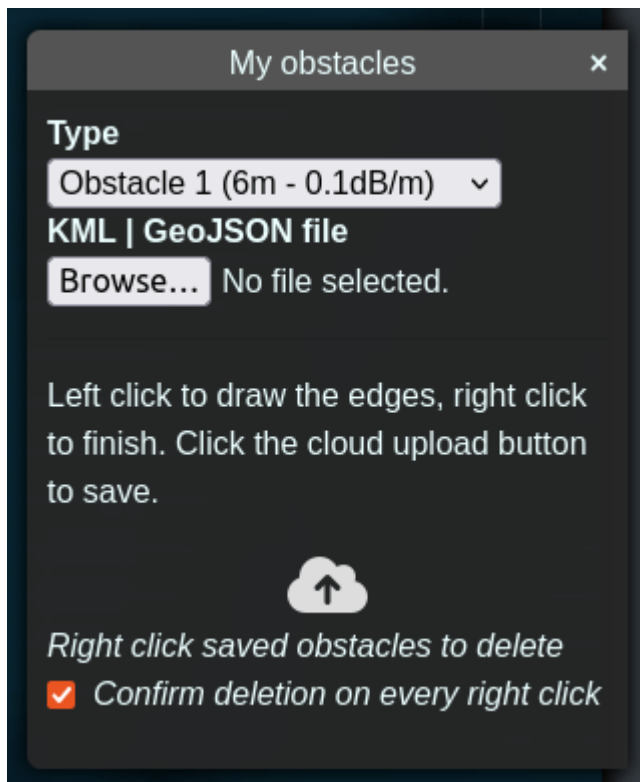 My obstacles ×
Type
Obstacle 1 (6m - 0.1dB/m)
KML | GeoJSON file
Browse... No file selected.
Left click to draw the edges, right click
to finish. Click the cloud upload button
to save.
Right click saved obstacles to delete
Confirm deletion on every right click